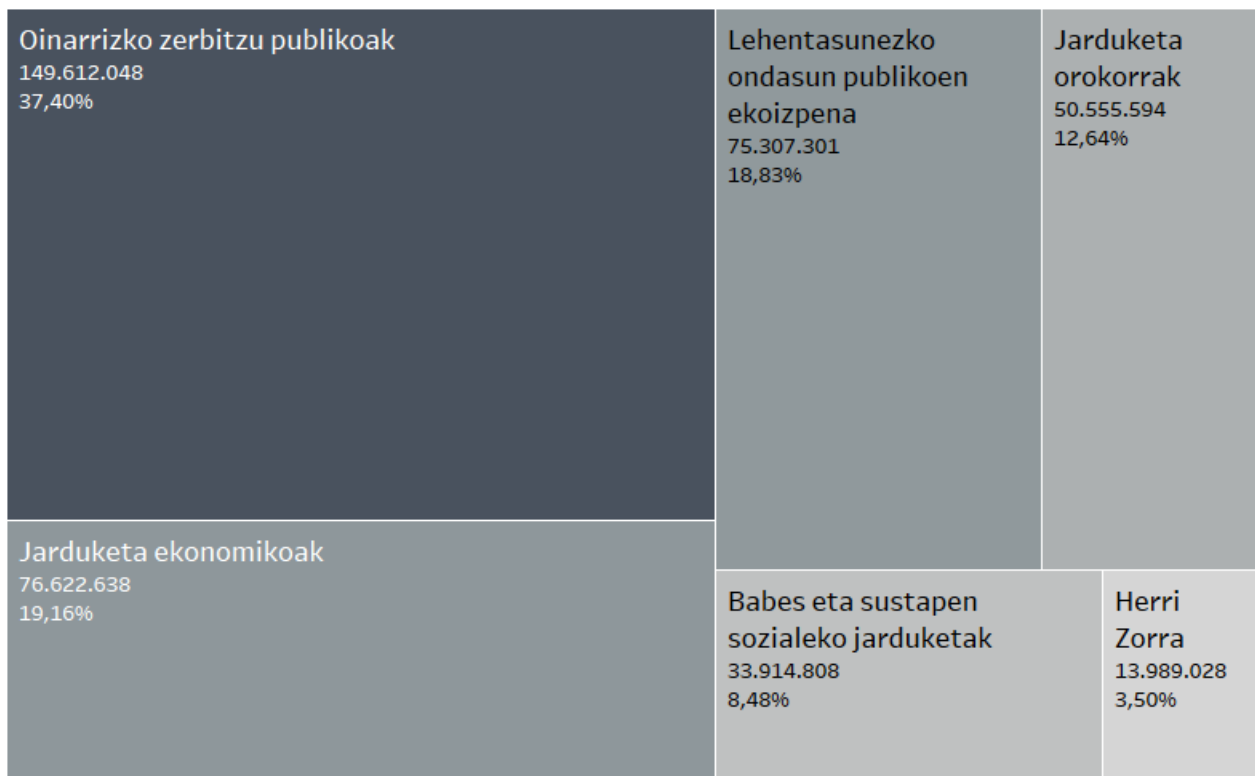 Oinarrizko zerbitzu publikoak
149.612.048
37,40%
Jarduketa ekonomikoak
76.622.638
19,16%
Lehentasunezko
ondasun publikoen
ekoizpena
75.307.301
18,83%
Jarduketa
orokorrak
50.555.594
12,64%
Babes eta sustapen
sozialeko jarduketak
33.914.808
8,48%
Herri
Zorra
13.989.028
3,50%